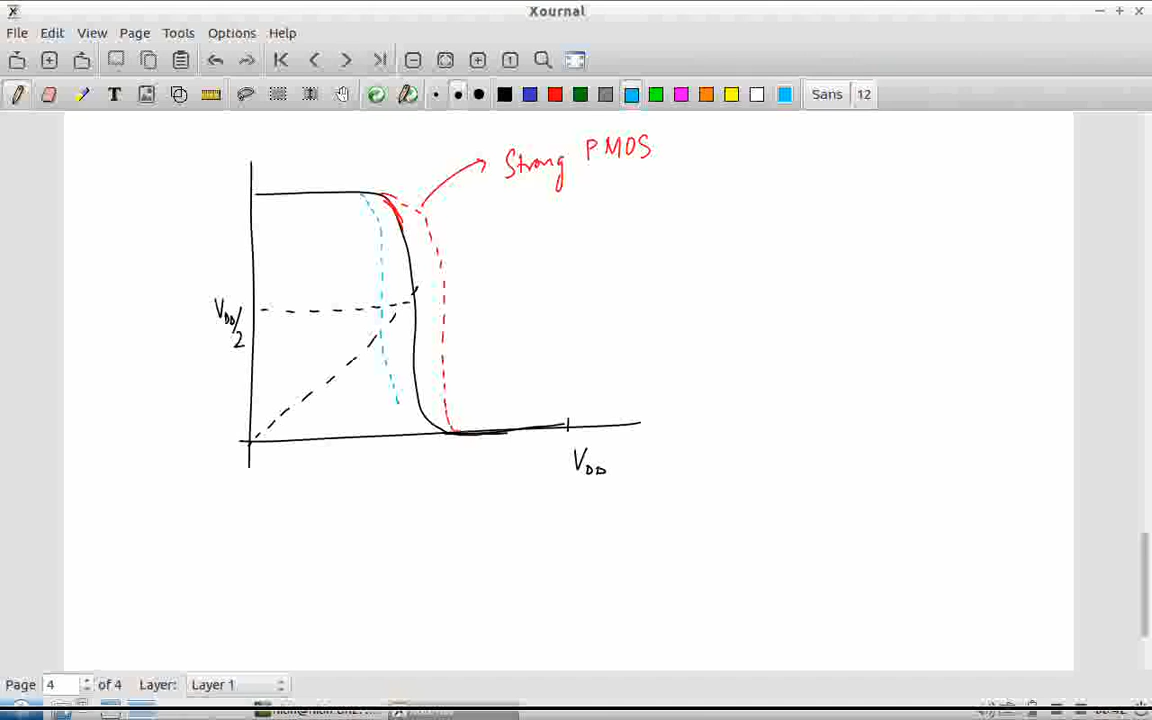 Xournal
File Edit View Page Tools Options Help
Sans 12
Strong PMOS
VDD/2
VDD
Page 4 of 4 Layer: Layer 1